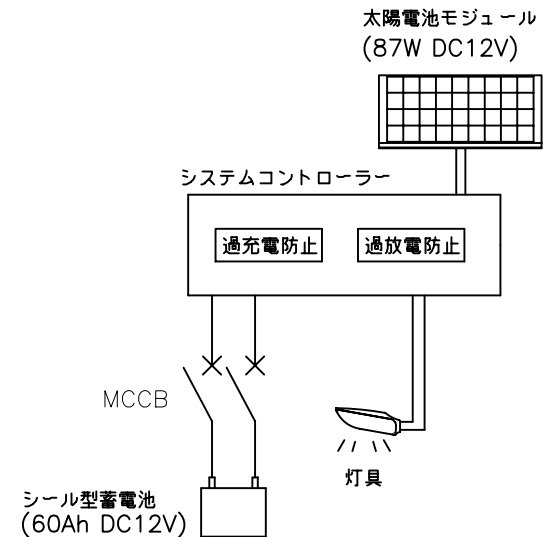 太陽電池モジュール
(87W DC12V)
システムコントローラー
過充電防止
過放電防止
MCCB
灯具
シール型蓄電池
(60Ah DC12V)